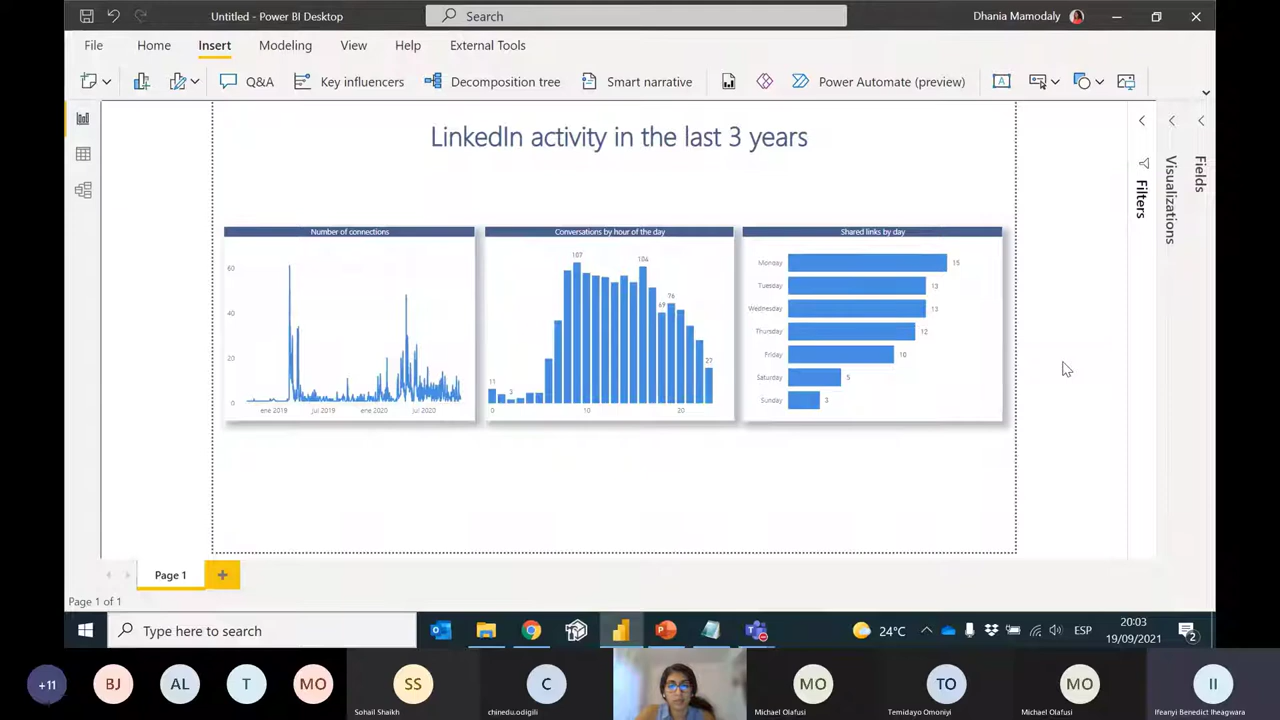 Untitled - Power BI Desktop
Search
Dhania Mamodaly
File Home Insert Modeling View Help External Tools
Q&A Key influencers Decomposition tree Smart narrative Power Automate (preview)
LinkedIn activity in the last 3 years
Number of connections
60
40
20
0
ene 2019 jul 2019 ene 2020 jul 2020
Conversations by hour of the day
107
104
76
69
27
11
3
0 10 20
Shared links by day
Monday 15
Tuesday 13
Wednesday 13
Thursday 12
Friday 10
Saturday 5
Sunday 3
Filters
Visualizations
Fields
Page 1
Page 1 of 1
Type here to search
24°C
ESP
20:03
19/09/2021
2
+11
BJ
AL
T
MO
SS
Sohail Shaikh
C
chinedu.odigili
MO
Michael Olafusi
TO
Temidayo Omoniyi
MO
Michael Olafusi
II
Ifeanyi Benedict Iheagwara